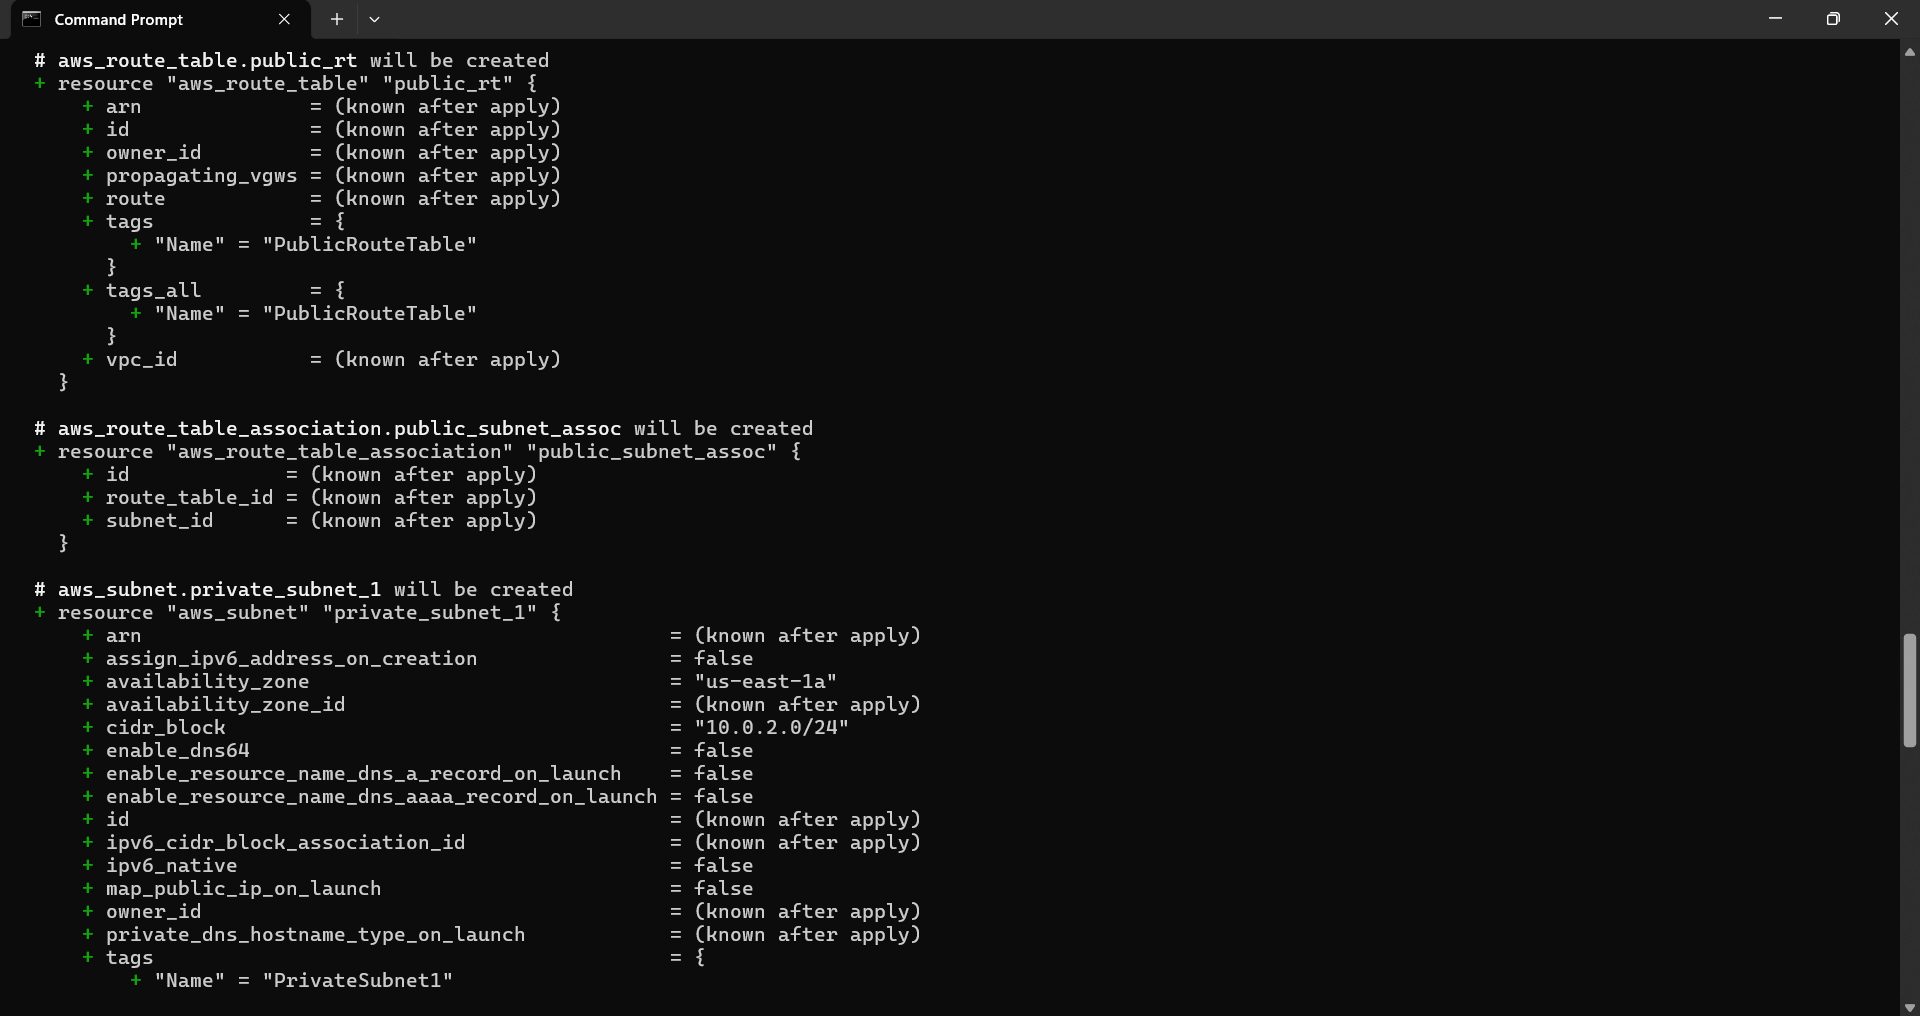 Command Prompt
# aws_route_table.public_rt will be created
+ resource "aws_route_table" "public_rt" {
+ arn = (known after apply)
+ id = (known after apply)
+ owner_id = (known after apply)
+ propagating_vgws = (known after apply)
+ route = (known after apply)
+ tags = {
+ "Name" = "PublicRouteTable"
}
+ tags_all = {
+ "Name" = "PublicRouteTable"
}
+ vpc_id = (known after apply)
}
# aws_route_table_association.public_subnet_assoc will be created
+ resource "aws_route_table_association" "public_subnet_assoc" {
+ id = (known after apply)
+ route_table_id = (known after apply)
+ subnet_id = (known after apply)
}
# aws_subnet.private_subnet_1 will be created
+ resource "aws_subnet" "private_subnet_1" {
+ arn = (known after apply)
+ assign_ipv6_address_on_creation = false
+ availability_zone = "us-east-1a"
+ availability_zone_id = (known after apply)
+ cidr_block = "10.0.2.0/24"
+ enable_dns64 = false
+ enable_resource_name_dns_a_record_on_launch = false
+ enable_resource_name_dns_aaaa_record_on_launch = false
+ id = (known after apply)
+ ipv6_cidr_block_association_id = (known after apply)
+ ipv6_native = false
+ map_public_ip_on_launch = false
+ owner_id = (known after apply)
+ private_dns_hostname_type_on_launch = (known after apply)
+ tags = {
+ "Name" = "PrivateSubnet1"